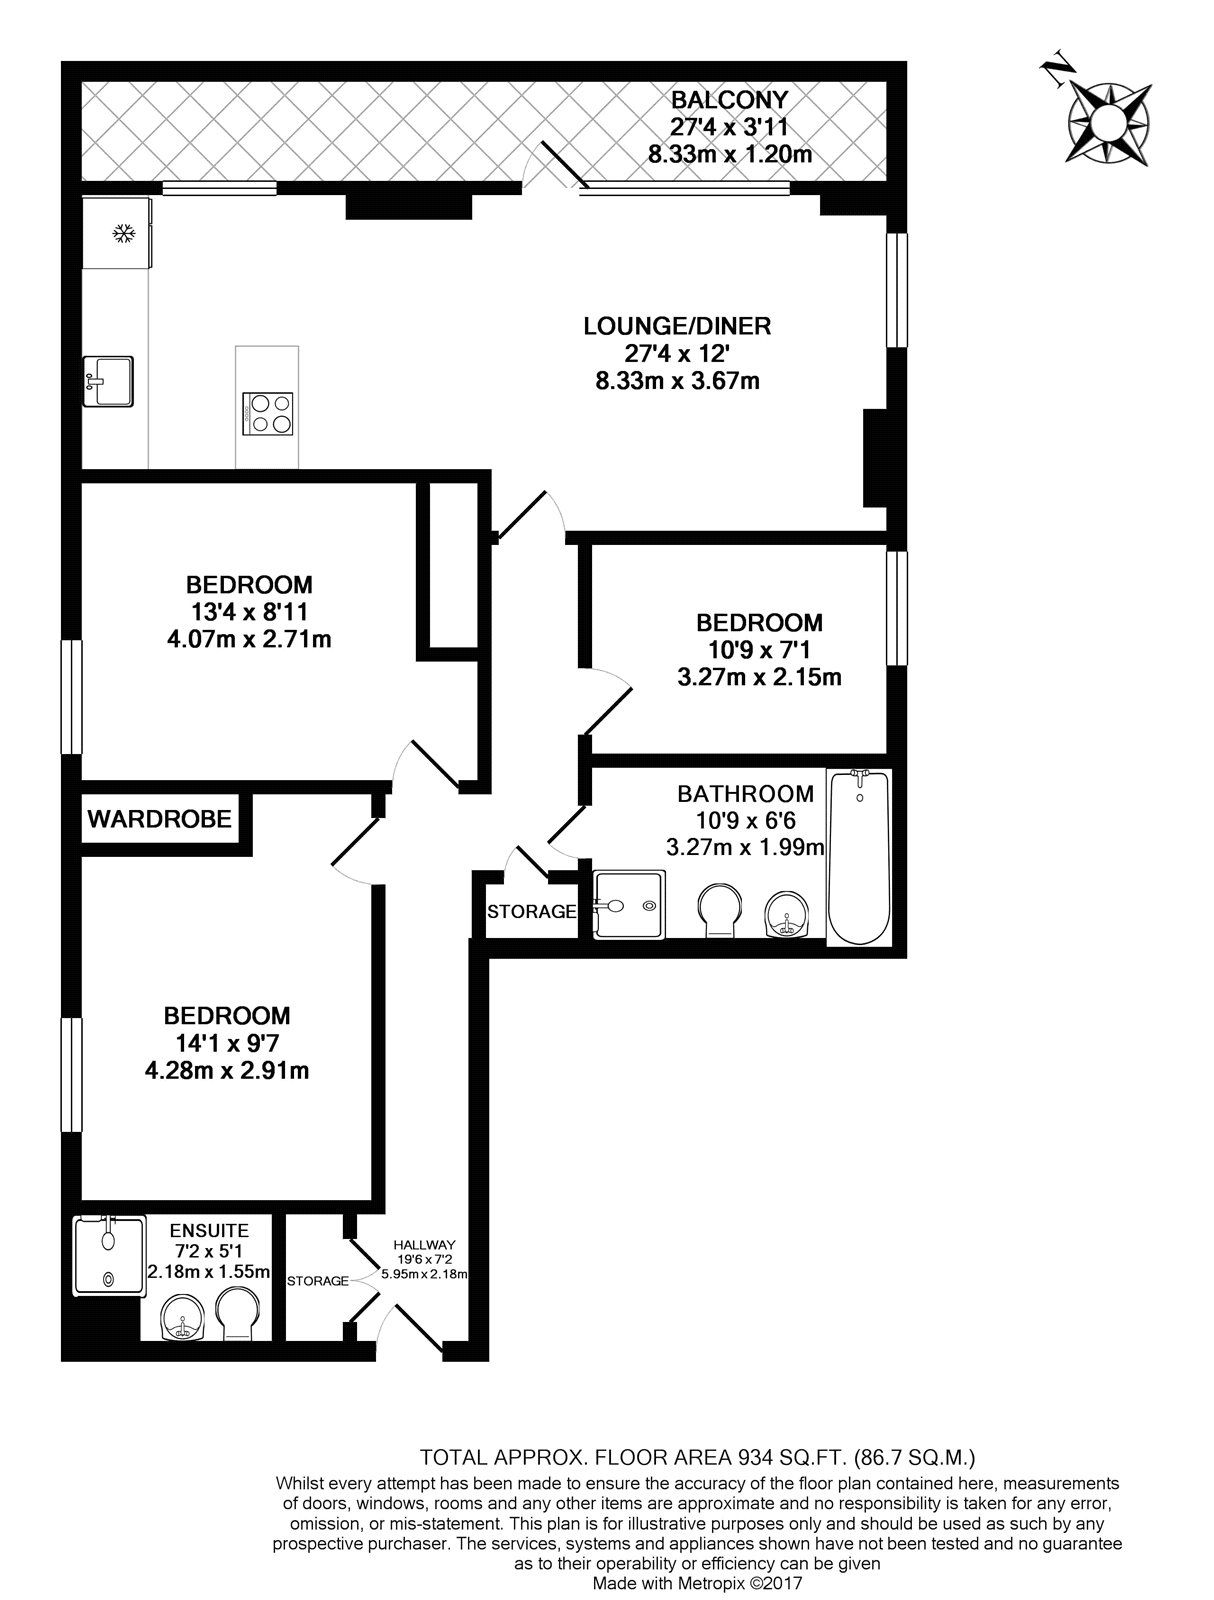 N
BALCONY
27'4 x 3'11
8.33m x 1.20m
LOUNGE/DINER
27'4 x 12'
8.33m x 3.67m
BEDROOM
13'4 x 8'11
4.07m x 2.71m
BEDROOM
10'9 x 7'1
3.27m x 2.15m
WARDROBE
BATHROOM
10'9 x 6'6
3.27m x 1.99m
STORAGE
BEDROOM
14'1 x 9'7
4.28m x 2.91m
ENSUITE
7'2 x 5'1
2.18m x 1.55m
STORAGE
HALLWAY
19'6 x 7'2
5.95m x 2.18m
TOTAL APPROX. FLOOR AREA 934 SQ.FT. (86.7 SQ.M.)
Whilst every attempt has been made to ensure the accuracy of the floor plan contained here, measurements
of doors, windows, rooms and any other items are approximate and no responsibility is taken for any error,
omission, or mis-statement. This plan is for illustrative purposes only and should be used as such by any
prospective purchaser. The services, systems and appliances shown have not been tested and no guarantee
as to their operability or efficiency can be given
Made with Metropix ©2017